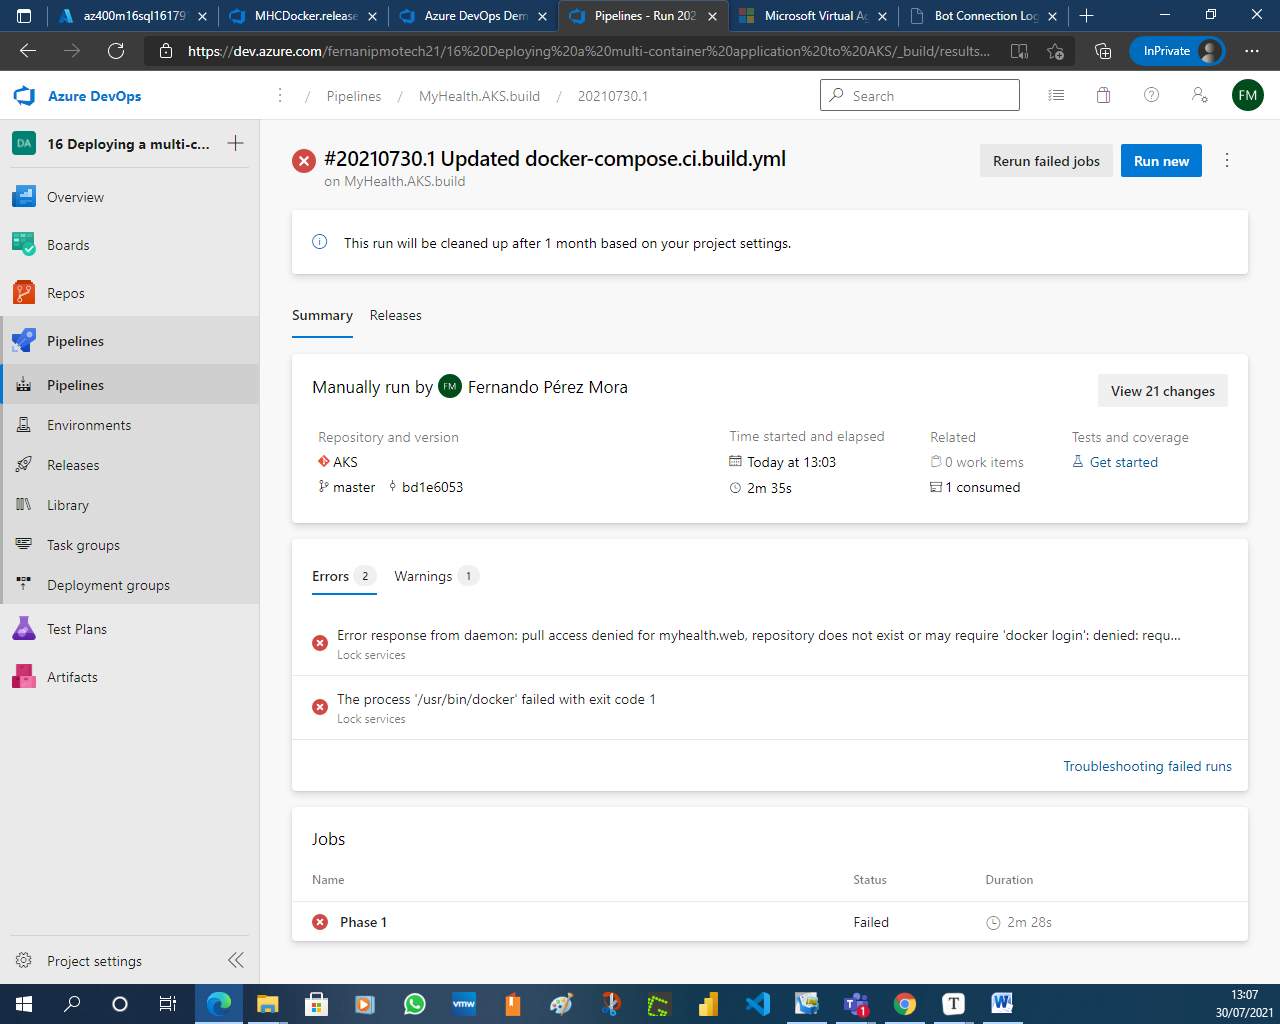 az400m16sql16179
MHCDocker.release
Azure DevOps Dem
Pipelines - Run 202
Microsoft Virtual Ag
Bot Connection Log
https://dev.azure.com/fernanipmotech21/16%20Deploying%20a%20multi-container%20application%20to%20AKS/_build/results...
InPrivate
Azure DevOps
/ Pipelines / MyHealth.AKS.build / 20210730.1
Search
FM
DA 16 Deploying a multi-c...
Overview
Boards
Repos
Pipelines
Pipelines
Environments
Releases
Library
Task groups
Deployment groups
Test Plans
Artifacts
Project settings
#20210730.1 Updated docker-compose.ci.build.yml
on MyHealth.AKS.build
Rerun failed jobs
Run new
This run will be cleaned up after 1 month based on your project settings.
Summary Releases
Manually run by FM Fernando Pérez Mora
View 21 changes
Repository and version
AKS
master bd1e6053
Time started and elapsed
Today at 13:03
2m 35s
Related
0 work items
1 consumed
Tests and coverage
Get started
Errors 2 Warnings 1
Error response from daemon: pull access denied for myhealth.web, repository does not exist or may require 'docker login': denied: requ...
Lock services
The process '/usr/bin/docker' failed with exit code 1
Lock services
Troubleshooting failed runs
Jobs
Name Status Duration
Phase 1 Failed 2m 28s
vmw
1
T
W
13:07
30/07/2021